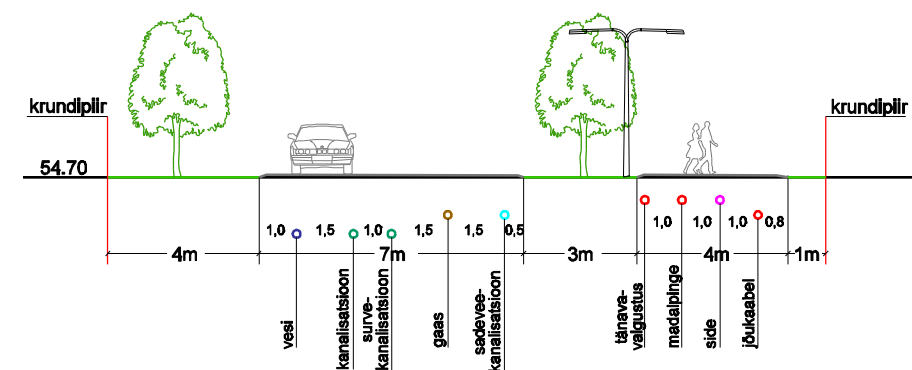 krundipiir
krundipiir
54.70
1,0
1,5
1,0
1,5
1,5
0,5
1,0
1,0
1,0
0,8
4m
7m
3m
4m
1m
vesi
kanalisatsioon
surve-
kanalisatsioon
gaas
sadevee-
kanalisatsioon
tänava-
valgustus
madalpinge
side
jõukaabel